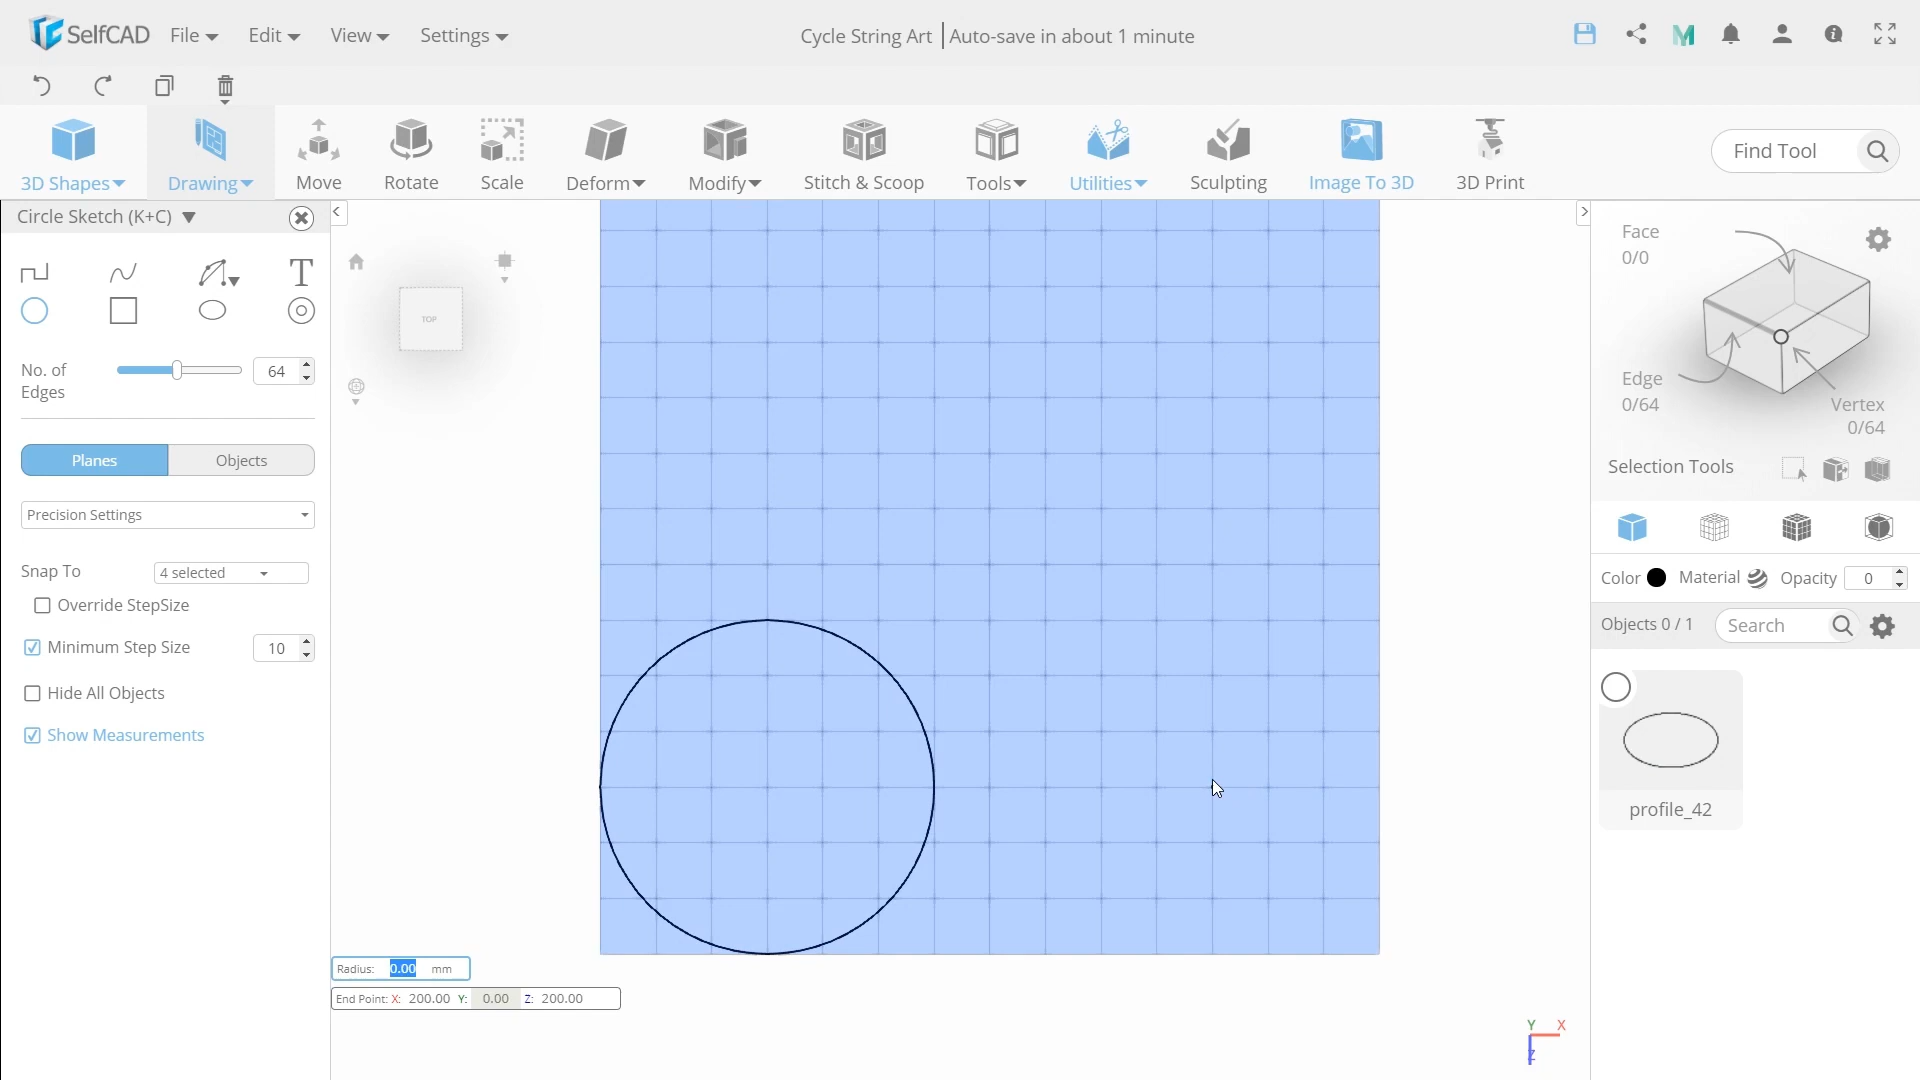 SelfCAD File Edit View Settings Cycle String Art | Auto-save in about 1 minute
3D Shapes Drawing Move Rotate Scale Deform Modify Stitch & Scoop Tools Utilities Sculpting Image To 3D 3D Print Find Tool
Circle Sketch (K+C)
T
No. of
Edges
64
Planes Objects
Precision Settings
Snap To 4 selected
Override StepSize
Minimum Step Size 10
Hide All Objects
Show Measurements
TOP
Radius: 0.00 mm
End Point: X: 200.00 Y: 0.00 Z: 200.00
Y X
Z
Face
0/0
Edge
0/64
Vertex
0/64
Selection Tools
Color Material Opacity 0
Objects 0 / 1 Search
profile_42